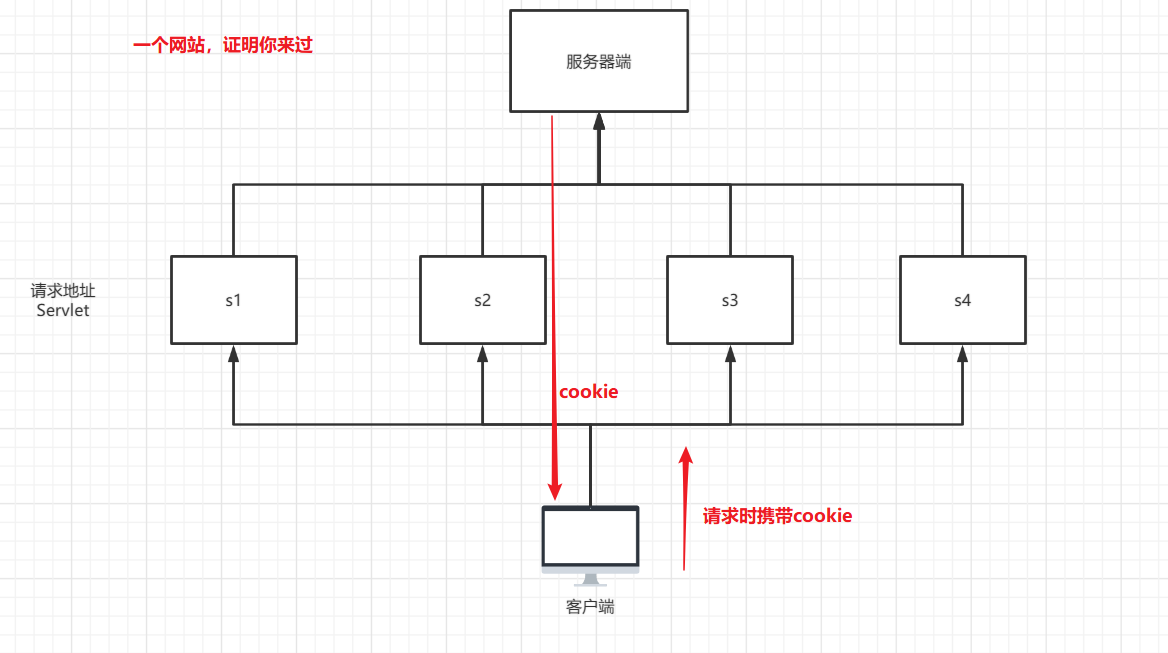 一个网站，证明你来过
服务器端
请求地址
Servlet
s1
s2
s3
s4
cookie
请求时携带cookie
客户端